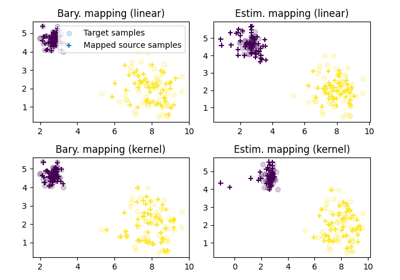 Bary. mapping (linear)
Estim. mapping (linear)
5
4
3
2
1
Target samples
Mapped source samples
5
4
3
2
1
2 4 6 8 10
2 4 6 8 10
Bary. mapping (kernel)
Estim. mapping (kernel)
5
4
3
2
1
5
4
3
2
1
2 4 6 8 10
0 2 4 6 8 10